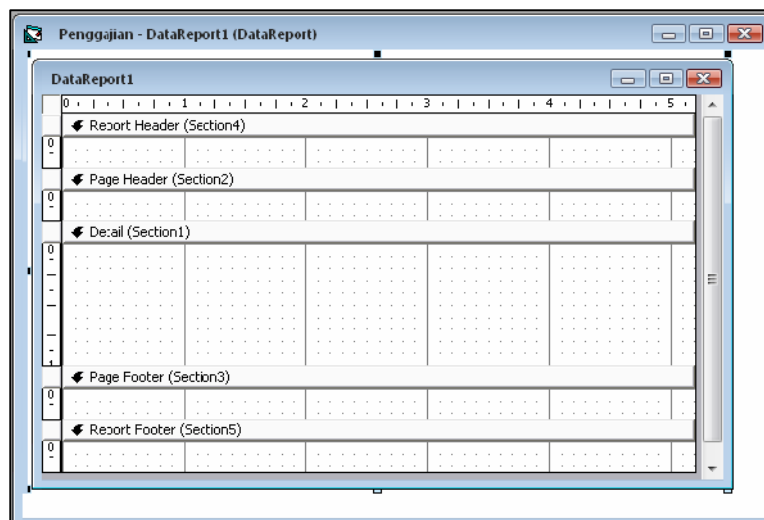 Penggajian - DataReport1 (DataReport)
DataReport1
0 1 2 3 4 5
Report Header (Section4)
0
Page Header (Section2)
0
Detail (Section1)
0
1
Page Footer (Section3)
0
Report Footer (Section5)
0